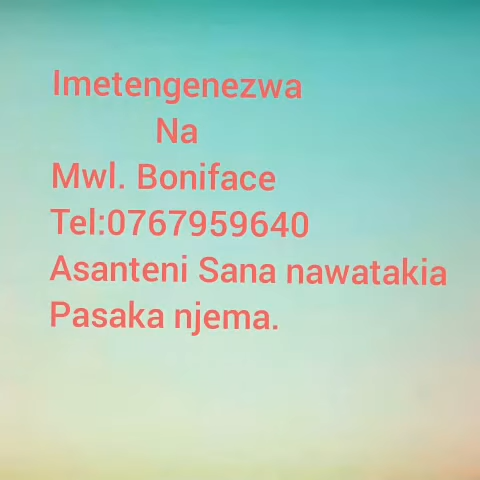 Imetengenezwa
Na
Mwl. Boniface
Tel:0767959640
Asanteni Sana nawatakia
Pasaka njema.